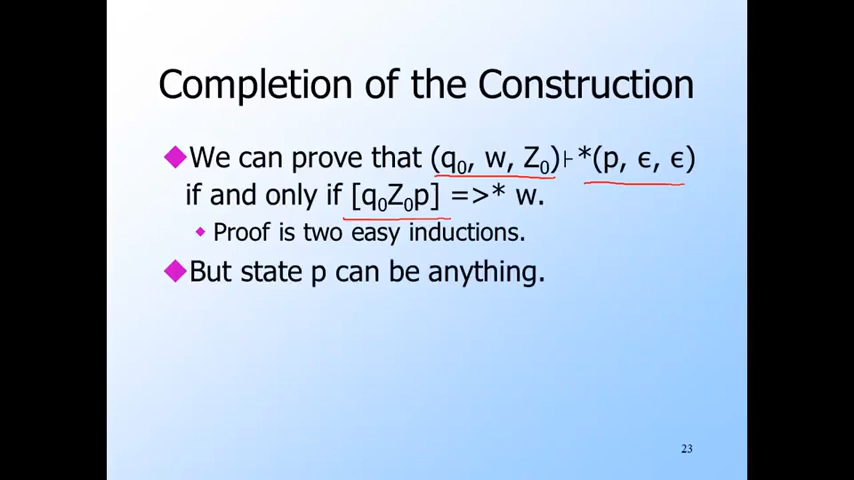 Completion of the Construction
◆We can prove that (q₀, w, Z₀)⊦*(p, ϵ, ϵ)
if and only if [q₀Z₀p] =>* w.
◆ Proof is two easy inductions.
◆But state p can be anything.
23